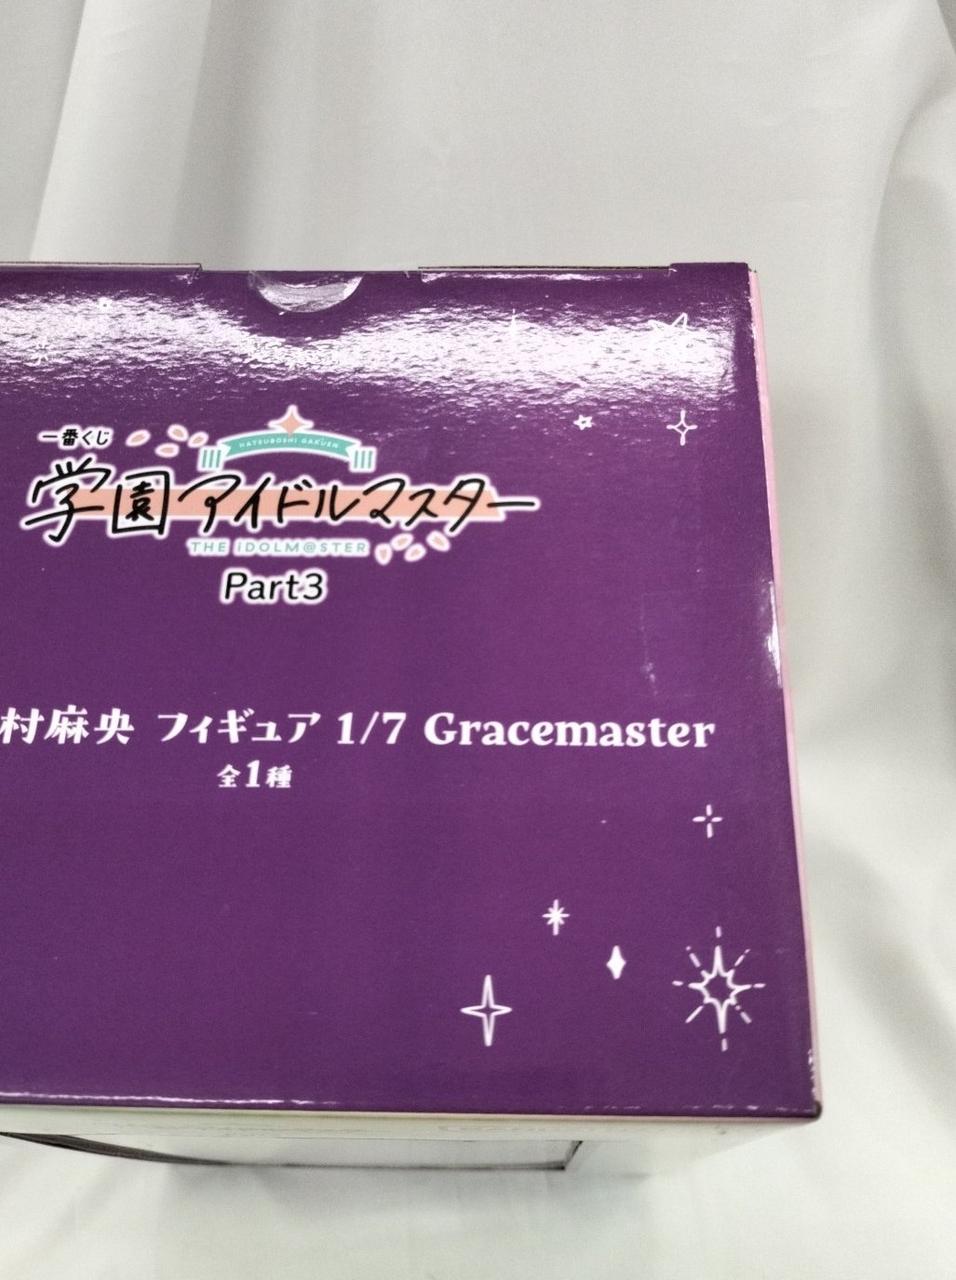 一番くじ
HATSUBOSHI GAKUEN
学園アイドルマスター
THE IDOLM@STER
Part3
村麻央 フィギュア 1/7 Gracemaster
全1種